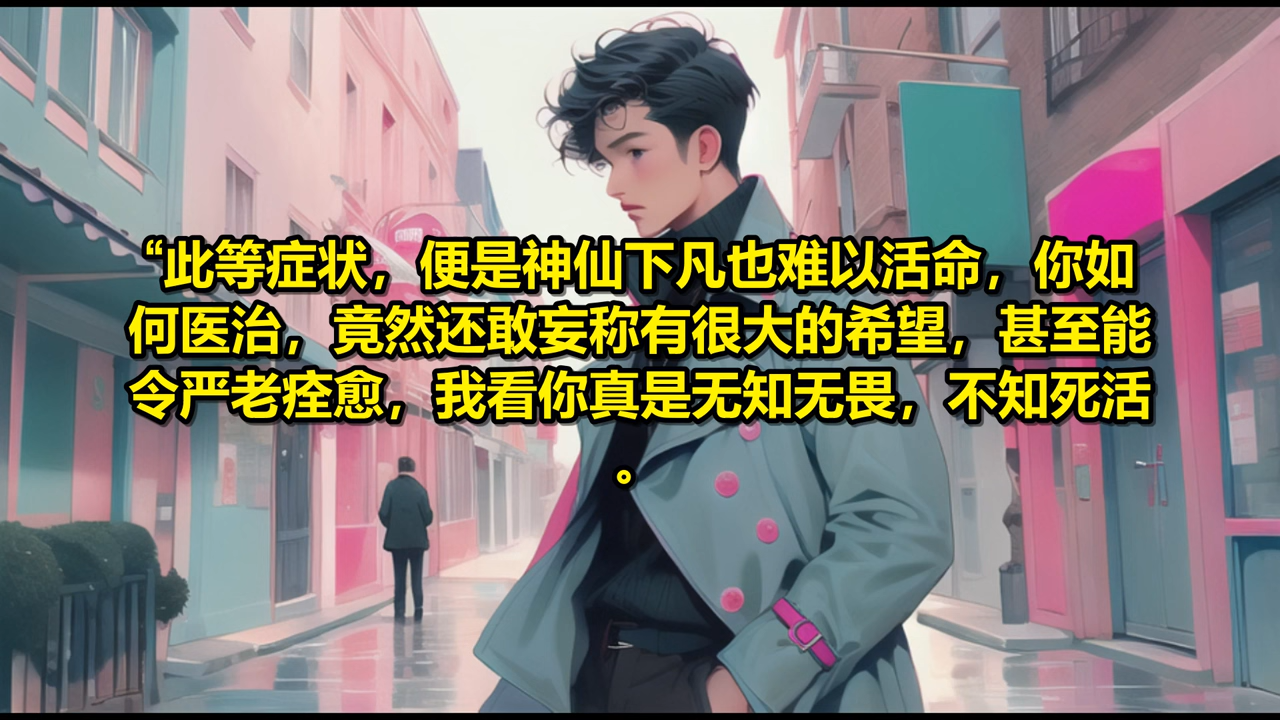 “此等症状，便是神仙下凡也难以活命，你如
何医治，竟然还敢妄称有很大的希望，甚至能
令严老痊愈，我看你真是无知无畏，不知死活
。